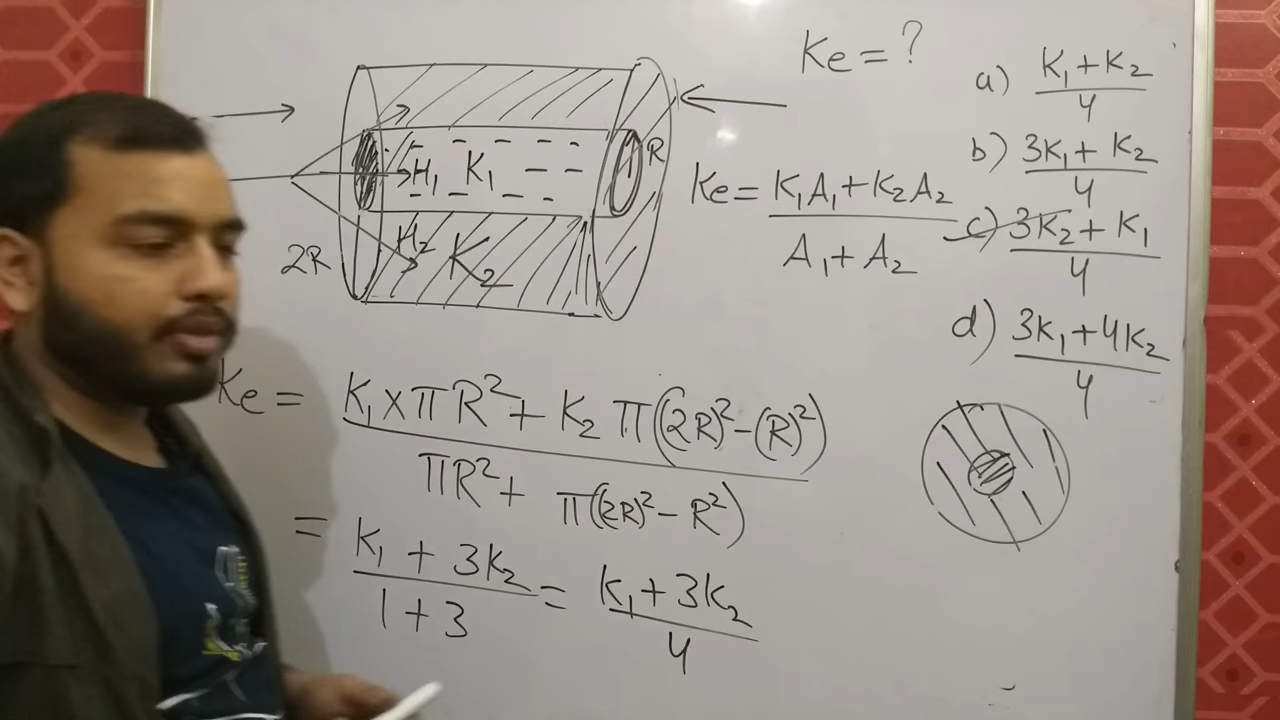 Ke = ?
a) K₁ + K₂ / 4
b) 3K₁ + K₂ / 4
c) 3K₂ + K₁ / 4
d) 3K₁ + 4K₂ / 4
R
H₁ K₁
H₂ K₂
2R
Ke = K₁A₁ + K₂A₂ / A₁ + A₂
Ke = K₁ × πR² + K₂ π((2R)² - (R)²) / πR² + π((2R)² - R²)
= K₁ + 3K₂ / 1 + 3 = K₁ + 3K₂ / 4